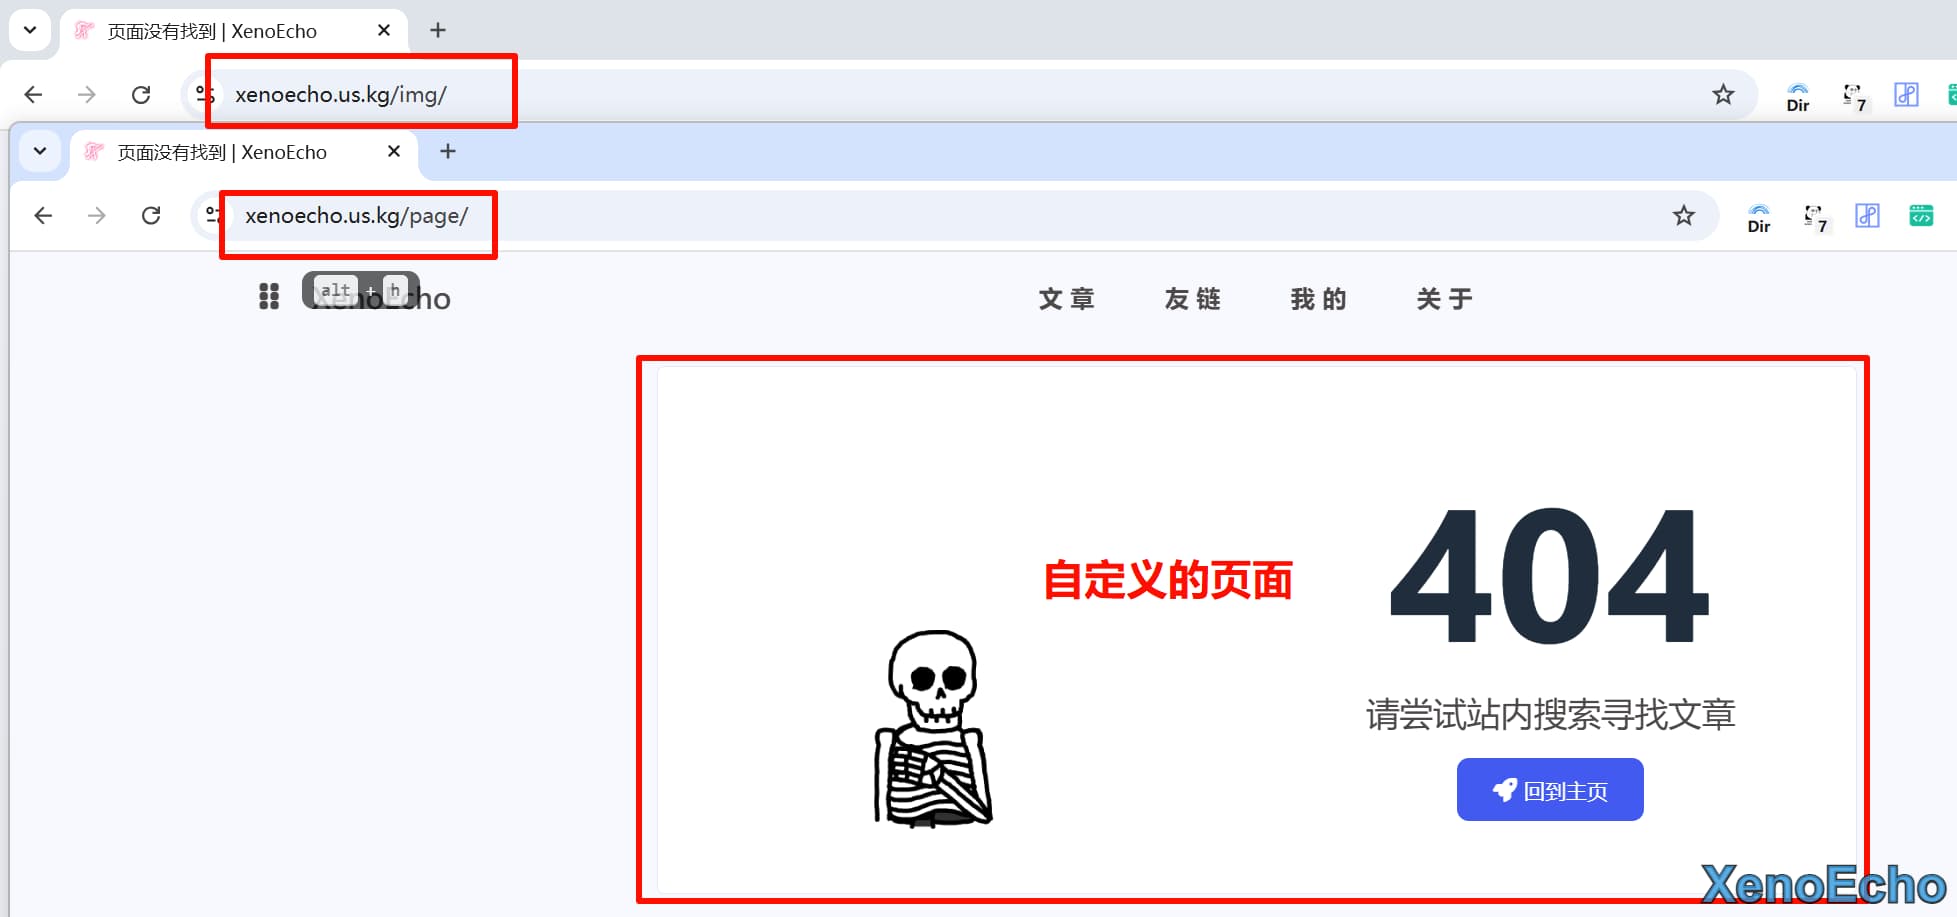 页面没有找到 | XenoEcho
xenoecho.us.kg/img/
Dir
7
页面没有找到 | XenoEcho
xenoecho.us.kg/page/
Dir
7
alt + h
XenoEcho
文章 友链 我的 关于
404
自定义的页面
请尝试站内搜索寻找文章
回到主页
XenoEcho